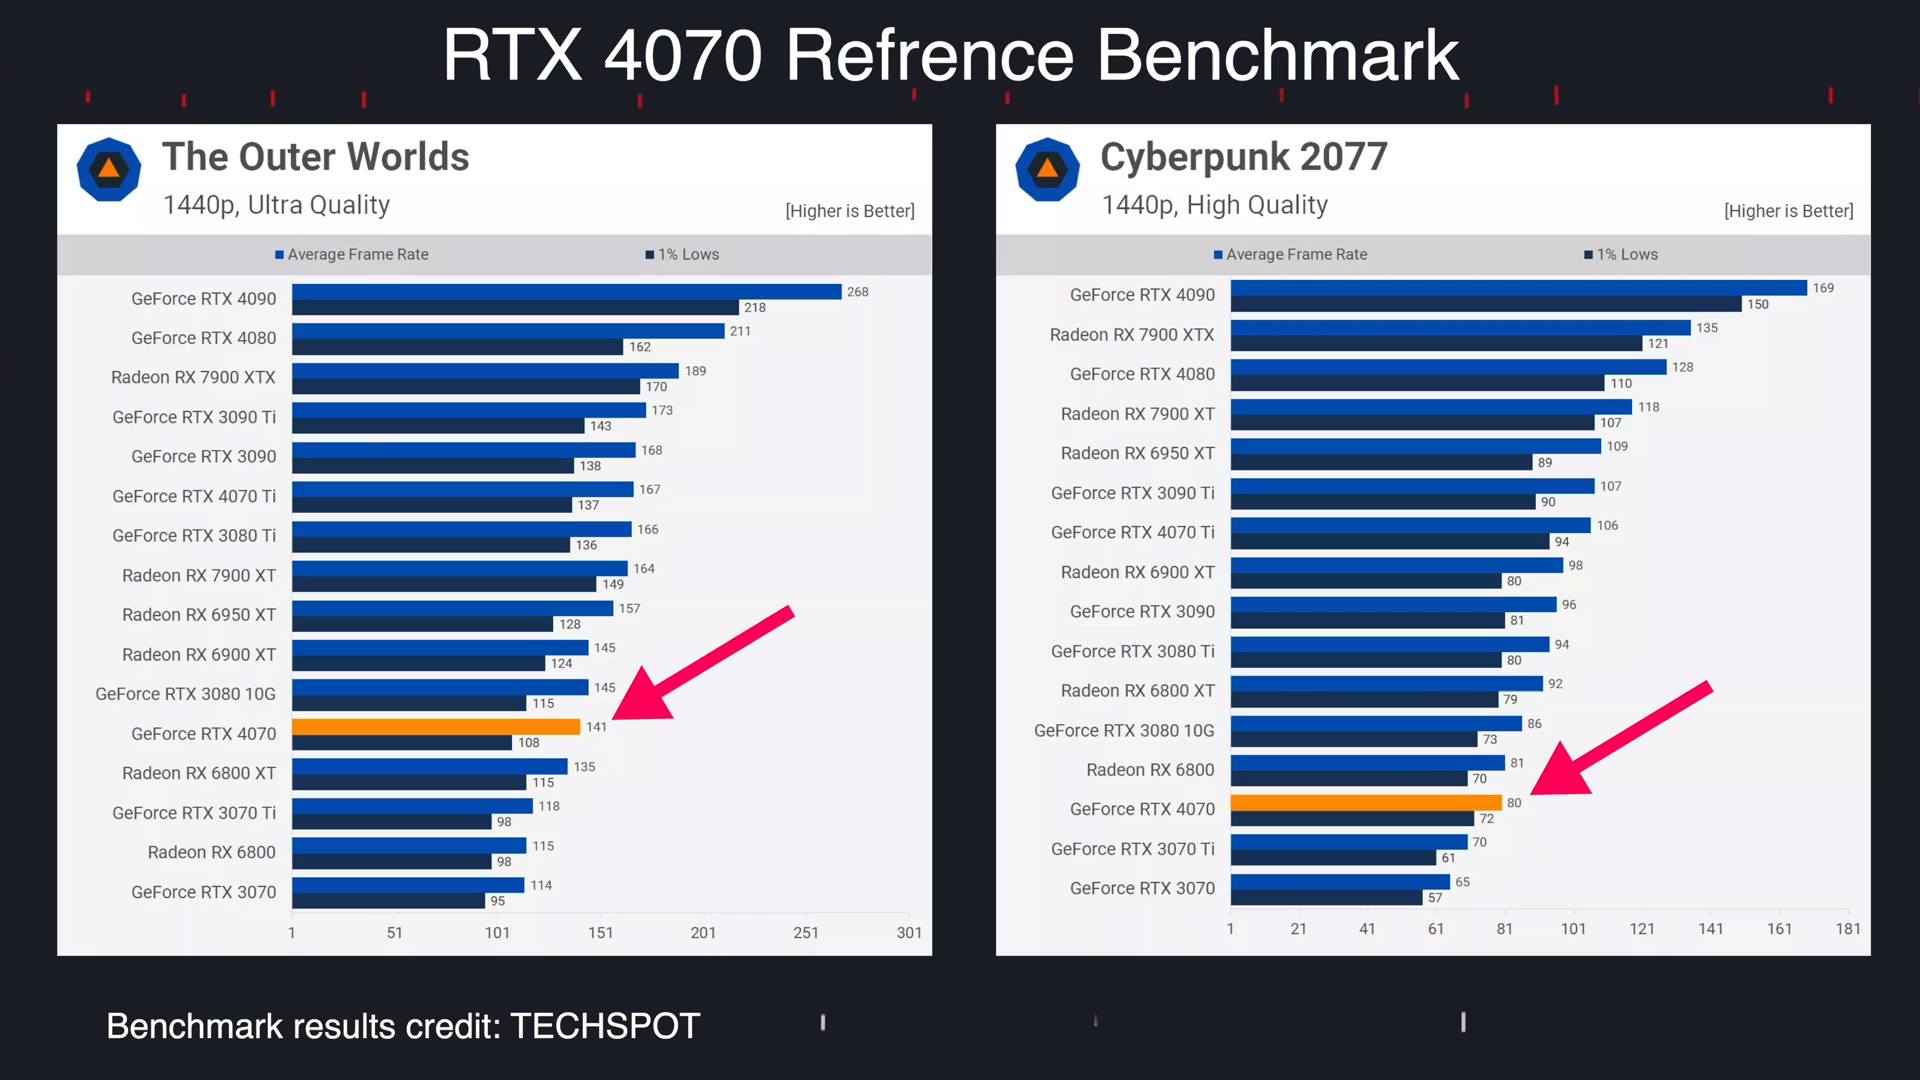 RTX 4070 Refrence Benchmark
The Outer Worlds
1440p, Ultra Quality
[Higher is Better]
Average Frame Rate 1% Lows
GeForce RTX 4090 268 218
GeForce RTX 4080 211 162
Radeon RX 7900 XTX 189 170
GeForce RTX 3090 Ti 173 143
GeForce RTX 3090 168 138
GeForce RTX 4070 Ti 167 137
GeForce RTX 3080 Ti 166 136
Radeon RX 7900 XT 164 149
Radeon RX 6950 XT 157 128
Radeon RX 6900 XT 145 124
GeForce RTX 3080 10G 145 115
GeForce RTX 4070 141 108
Radeon RX 6800 XT 135 115
GeForce RTX 3070 Ti 118 98
Radeon RX 6800 115 98
GeForce RTX 3070 114 95
1 51 101 151 201 251 301
Cyberpunk 2077
1440p, High Quality
[Higher is Better]
Average Frame Rate 1% Lows
GeForce RTX 4090 169 150
Radeon RX 7900 XTX 135 121
GeForce RTX 4080 128 110
Radeon RX 7900 XT 118 107
Radeon RX 6950 XT 109 89
GeForce RTX 3090 Ti 107 90
GeForce RTX 4070 Ti 106 94
Radeon RX 6900 XT 98 80
GeForce RTX 3090 96 81
GeForce RTX 3080 Ti 94 80
Radeon RX 6800 XT 92 79
GeForce RTX 3080 10G 86 73
Radeon RX 6800 81 70
GeForce RTX 4070 80 72
GeForce RTX 3070 Ti 70 61
GeForce RTX 3070 65 57
1 21 41 61 81 101 121 141 161 181
Benchmark results credit: TECHSPOT